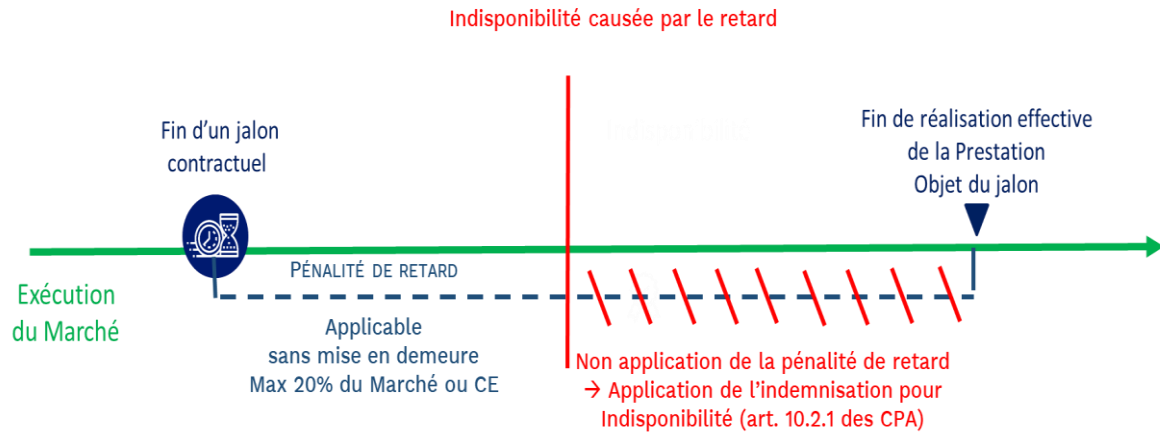 Indisponibilité causée par le retard
Fin d'un jalon
contractuel
Fin de réalisation effective
de la Prestation
Objet du jalon
Exécution
du Marché
PÉNALITÉ DE RETARD
Applicable
sans mise en demeure
Max 20% du Marché ou CE
Non application de la pénalité de retard
→ Application de l'indemnisation pour
Indisponibilité (art. 10.2.1 des CPA)